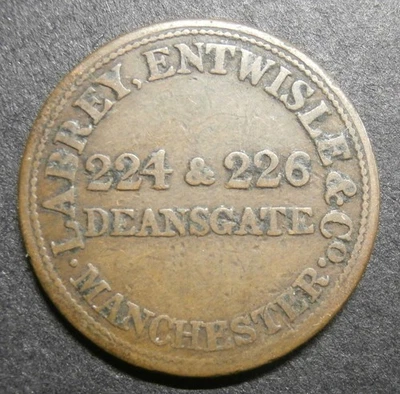 LABREY, ENTWISLE & Co.
224 & 226
DEANSGATE
· MANCHESTER ·